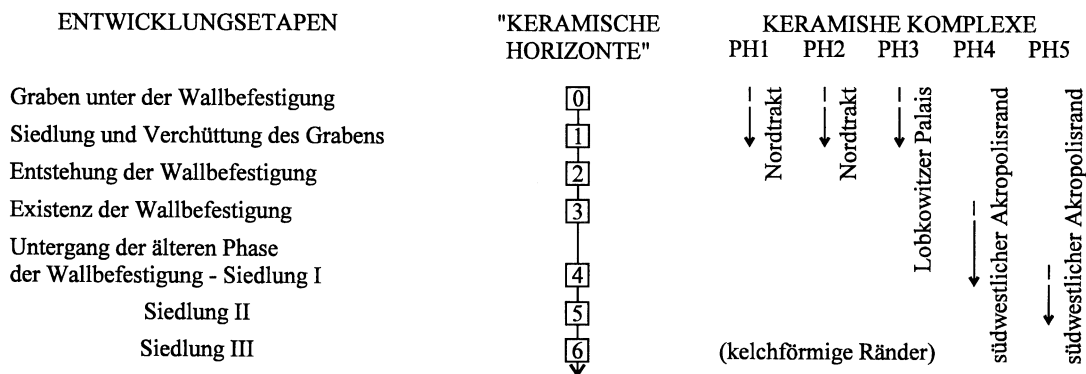 ENTWICKLUNGSETAPEN
"KERAMISCHE
HORIZONTE"
KERAMISHE KOMPLEXE
PH1 PH2 PH3 PH4 PH5
Graben unter der Wallbefestigung
0
Siedlung und Verchüttung des Grabens
1
Entstehung der Wallbefestigung
2
Existenz der Wallbefestigung
3
Untergang der älteren Phase
der Wallbefestigung - Siedlung I
4
Siedlung II
5
Siedlung III
6
Nordtrakt
Nordtrakt
Lobkowitzer Palais
südwestlicher Akropolisrand
südwestlicher Akropolisrand
(kelchförmige Ränder)